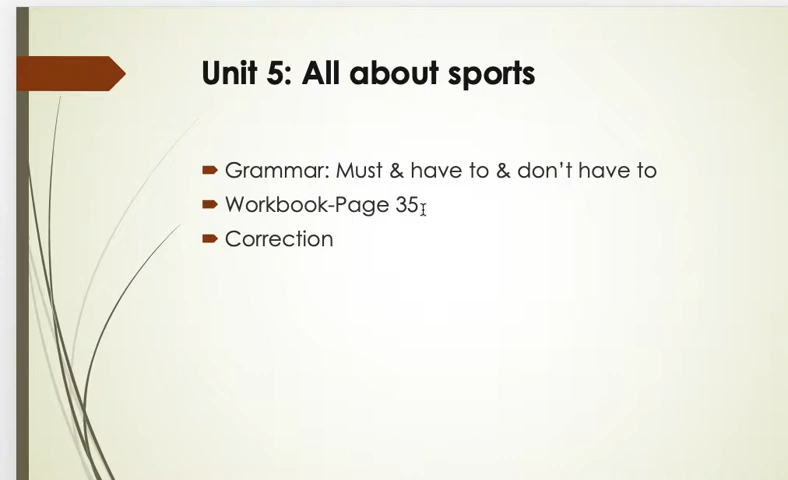 Unit 5: All about sports
Grammar: Must & have to & don't have to
Workbook-Page 35
Correction